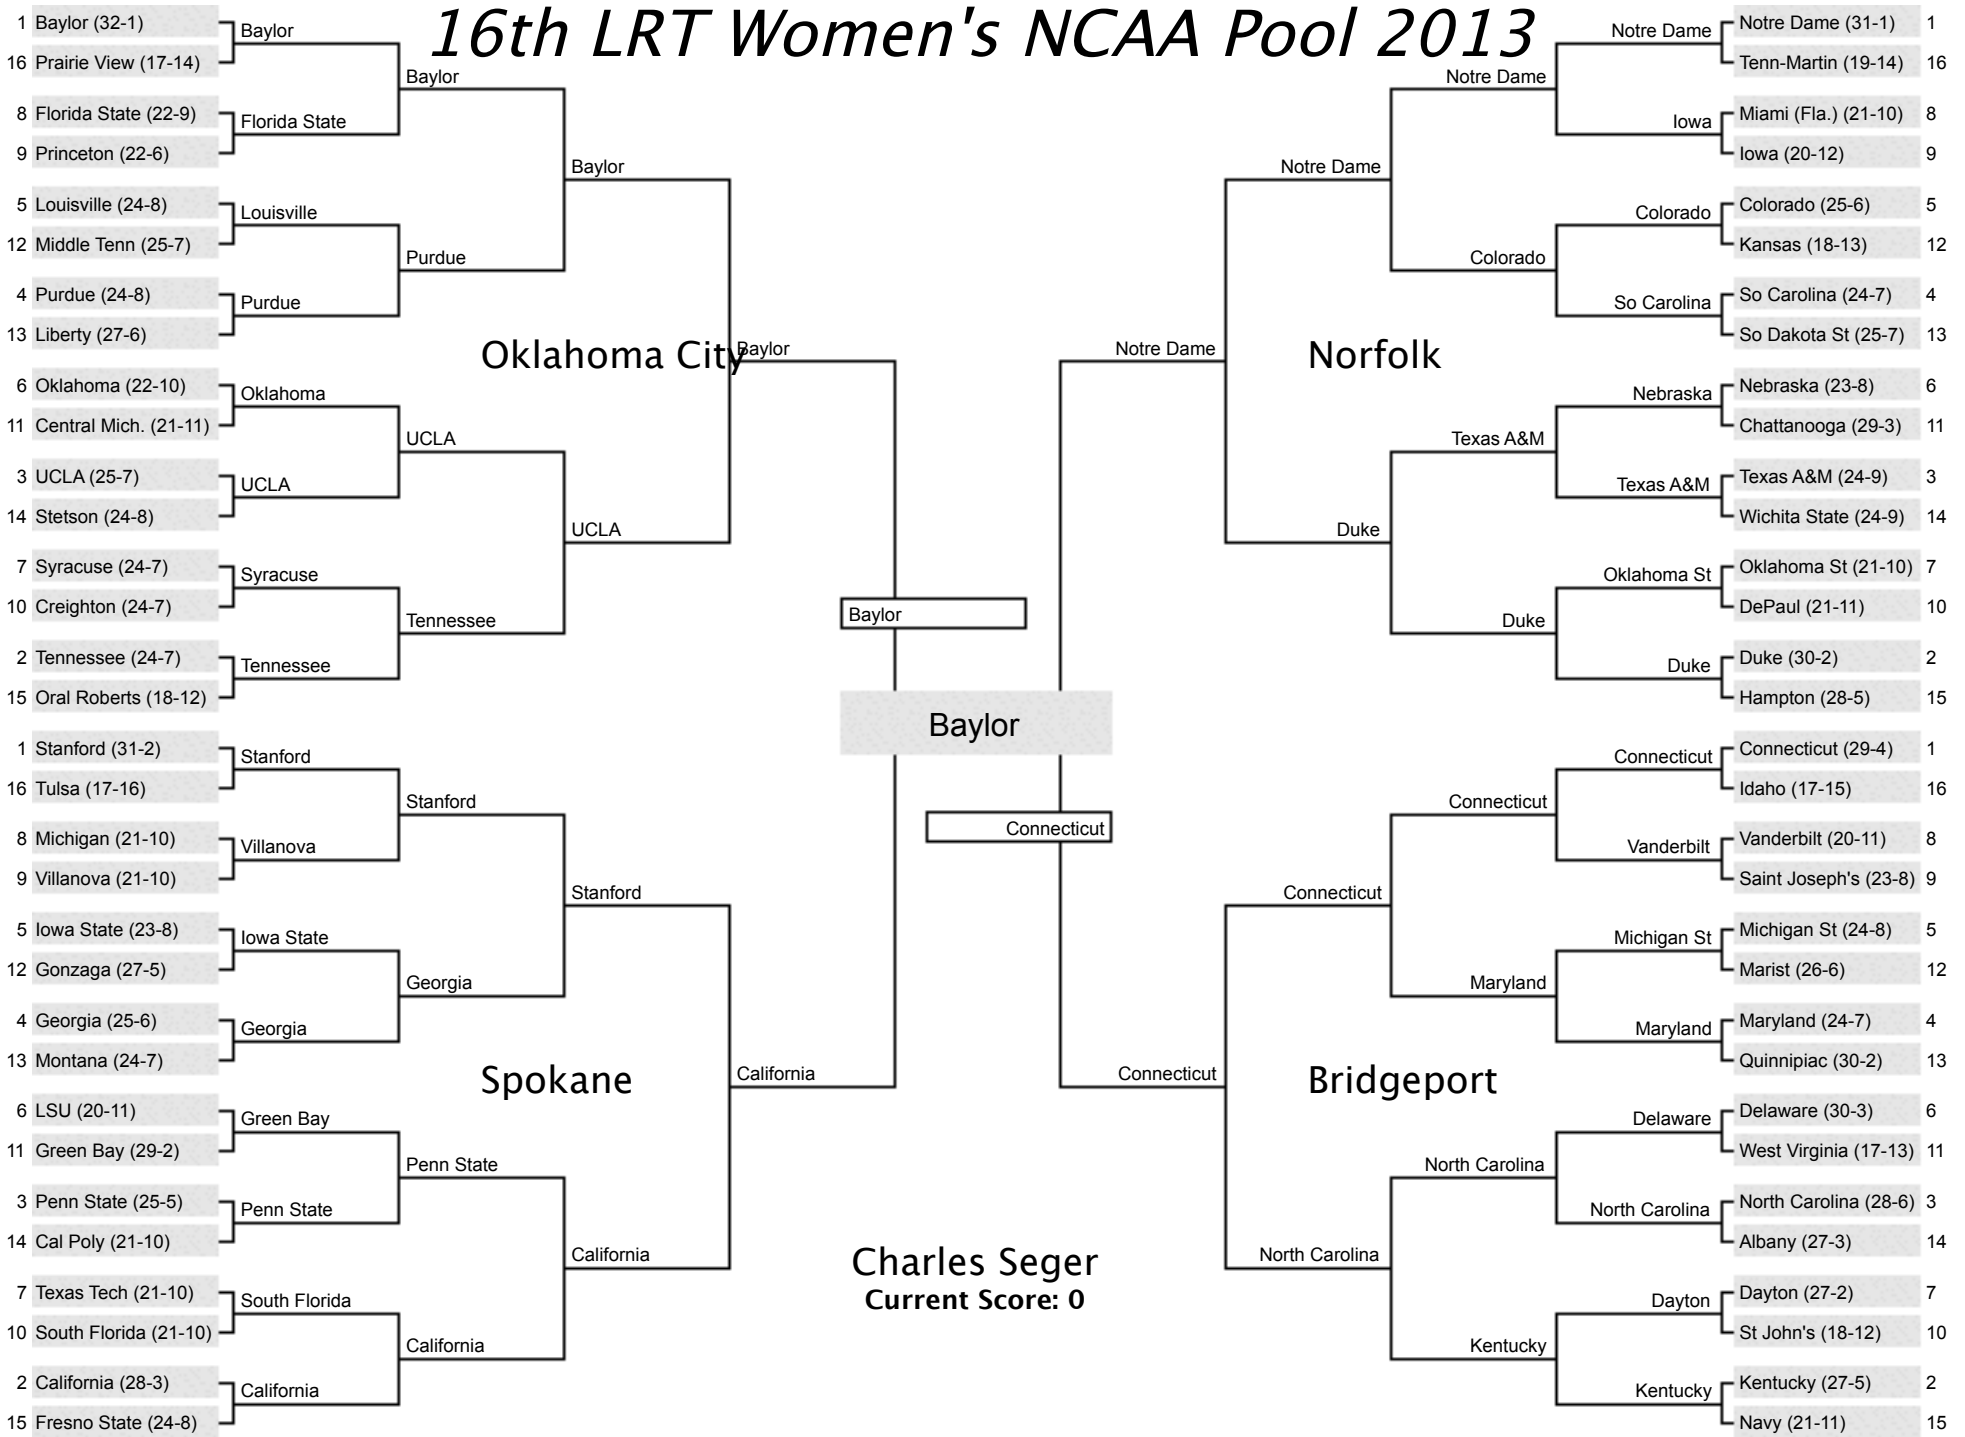 16th LRT Women's NCAA Pool 2013
1 Baylor (32-1)
16 Prairie View (17-14)
8 Florida State (22-9)
9 Princeton (22-6)
5 Louisville (24-8)
12 Middle Tenn (25-7)
4 Purdue (24-8)
13 Liberty (27-6)
6 Oklahoma (22-10)
11 Central Mich. (21-11)
3 UCLA (25-7)
14 Stetson (24-8)
7 Syracuse (24-7)
10 Creighton (24-7)
2 Tennessee (24-7)
15 Oral Roberts (18-12)
1 Stanford (31-2)
16 Tulsa (17-16)
8 Michigan (21-10)
9 Villanova (21-10)
5 Iowa State (23-8)
12 Gonzaga (27-5)
4 Georgia (25-6)
13 Montana (24-7)
6 LSU (20-11)
11 Green Bay (29-2)
3 Penn State (25-5)
14 Cal Poly (21-10)
7 Texas Tech (21-10)
10 South Florida (21-10)
2 California (28-3)
15 Fresno State (24-8)
Baylor
Florida State
Louisville
Purdue
Oklahoma
UCLA
Syracuse
Tennessee
Stanford
Villanova
Iowa State
Georgia
Green Bay
Penn State
South Florida
California
Baylor
Purdue
UCLA
Tennessee
Stanford
Georgia
Penn State
California
Baylor
UCLA
Stanford
California
Oklahoma City
Spokane
Baylor
California
Baylor
Baylor
Connecticut
Charles Seger
Current Score: 0
Notre Dame
Connecticut
Norfolk
Bridgeport
Notre Dame
Duke
Connecticut
North Carolina
Notre Dame
Colorado
Texas A&M
Duke
Connecticut
Maryland
North Carolina
Kentucky
Notre Dame
Iowa
Colorado
So Carolina
Nebraska
Texas A&M
Oklahoma St
Duke
Connecticut
Vanderbilt
Michigan St
Maryland
Delaware
North Carolina
Dayton
Kentucky
Notre Dame (31-1) 1
Tenn-Martin (19-14) 16
Miami (Fla.) (21-10) 8
Iowa (20-12) 9
Colorado (25-6) 5
Kansas (18-13) 12
So Carolina (24-7) 4
So Dakota St (25-7) 13
Nebraska (23-8) 6
Chattanooga (29-3) 11
Texas A&M (24-9) 3
Wichita State (24-9) 14
Oklahoma St (21-10) 7
DePaul (21-11) 10
Duke (30-2) 2
Hampton (28-5) 15
Connecticut (29-4) 1
Idaho (17-15) 16
Vanderbilt (20-11) 8
Saint Joseph's (23-8) 9
Michigan St (24-8) 5
Marist (26-6) 12
Maryland (24-7) 4
Quinnipiac (30-2) 13
Delaware (30-3) 6
West Virginia (17-13) 11
North Carolina (28-6) 3
Albany (27-3) 14
Dayton (27-2) 7
St John's (18-12) 10
Kentucky (27-5) 2
Navy (21-11) 15